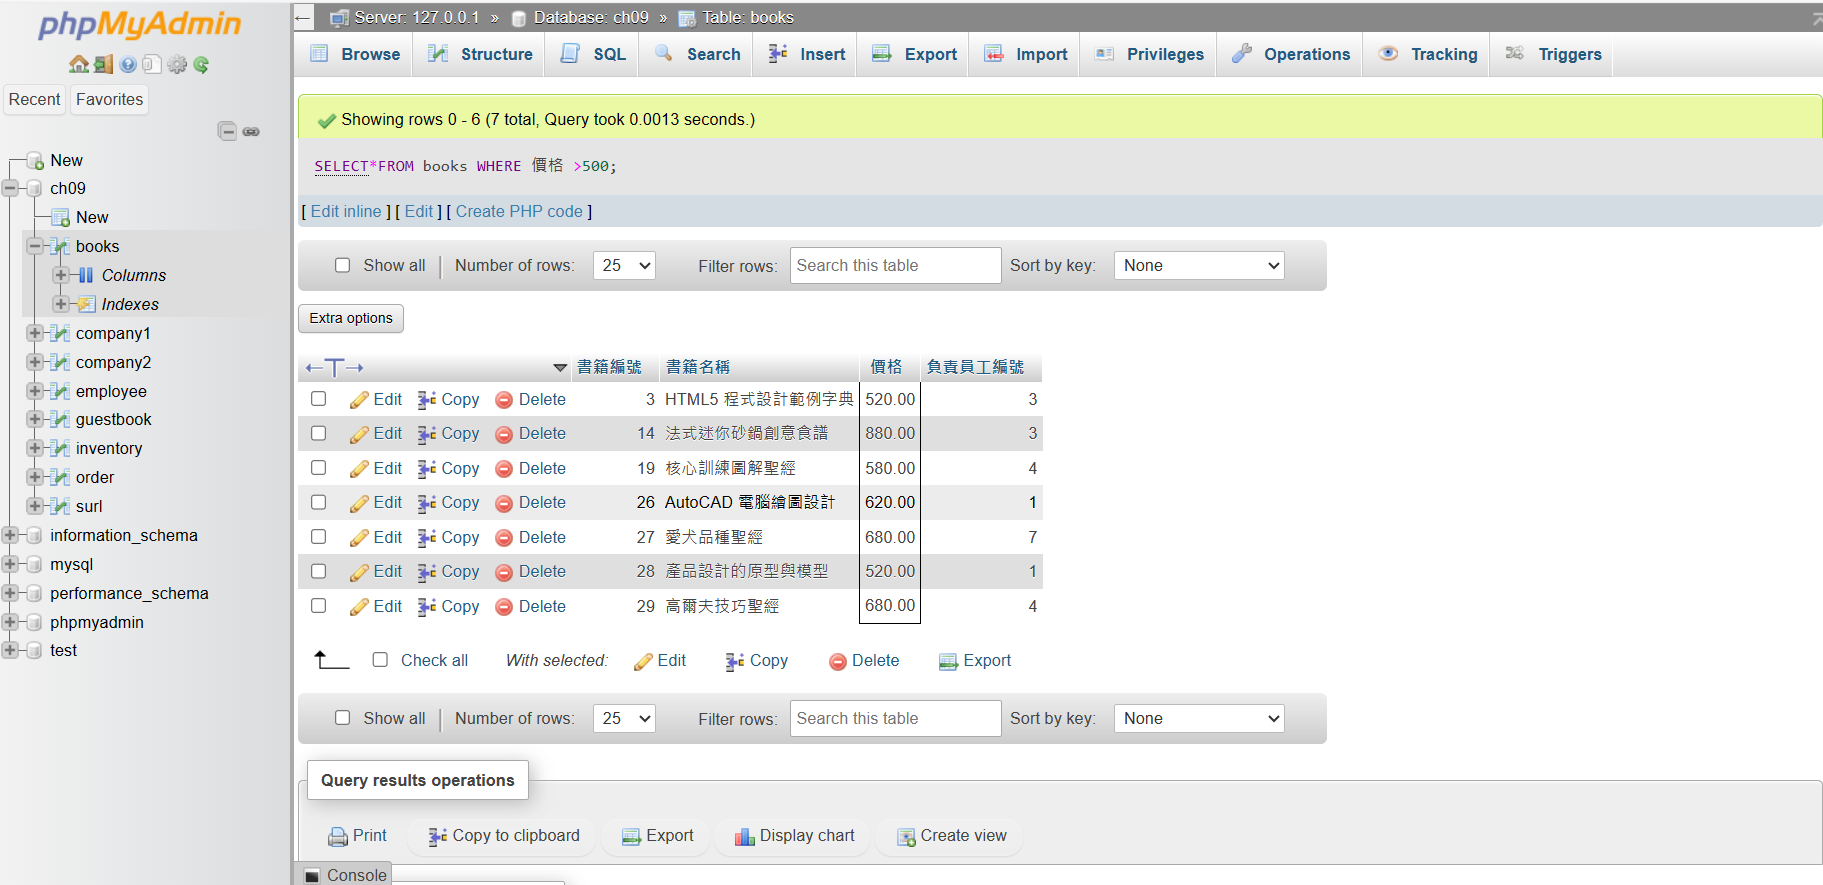 phpMyAdmin
Recent Favorites
New
ch09
New
books
Columns
Indexes
company1
company2
employee
guestbook
inventory
order
surl
information_schema
mysql
performance_schema
phpmyadmin
test
Server: 127.0.0.1 » Database: ch09 » Table: books
Browse Structure SQL Search Insert Export Import Privileges Operations Tracking Triggers
Showing rows 0 - 6 (7 total, Query took 0.0013 seconds.)
SELECT*FROM books WHERE 價格 >500;
[ Edit inline ] [ Edit ] [ Create PHP code ]
Show all Number of rows: 25 Filter rows: Search this table Sort by key: None
Extra options
書籍編號 書籍名稱 價格 負責員工編號
Edit Copy Delete 3 HTML5 程式設計範例字典 520.00 3
Edit Copy Delete 14 法式迷你砂鍋創意食譜 880.00 3
Edit Copy Delete 19 核心訓練圖解聖經 580.00 4
Edit Copy Delete 26 AutoCAD 電腦繪圖設計 620.00 1
Edit Copy Delete 27 愛犬品種聖經 680.00 7
Edit Copy Delete 28 產品設計的原型與模型 520.00 1
Edit Copy Delete 29 高爾夫技巧聖經 680.00 4
Check all With selected: Edit Copy Delete Export
Show all Number of rows: 25 Filter rows: Search this table Sort by key: None
Query results operations
Print Copy to clipboard Export Display chart Create view
Console